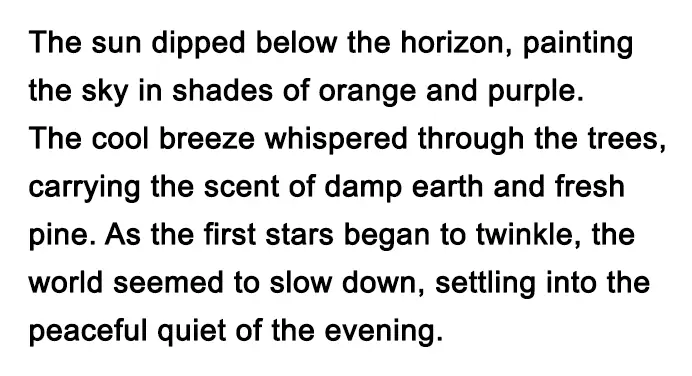 The sun dipped below the horizon, painting
the sky in shades of orange and purple.
The cool breeze whispered through the trees,
carrying the scent of damp earth and fresh
pine. As the first stars began to twinkle, the
world seemed to slow down, settling into the
peaceful quiet of the evening.